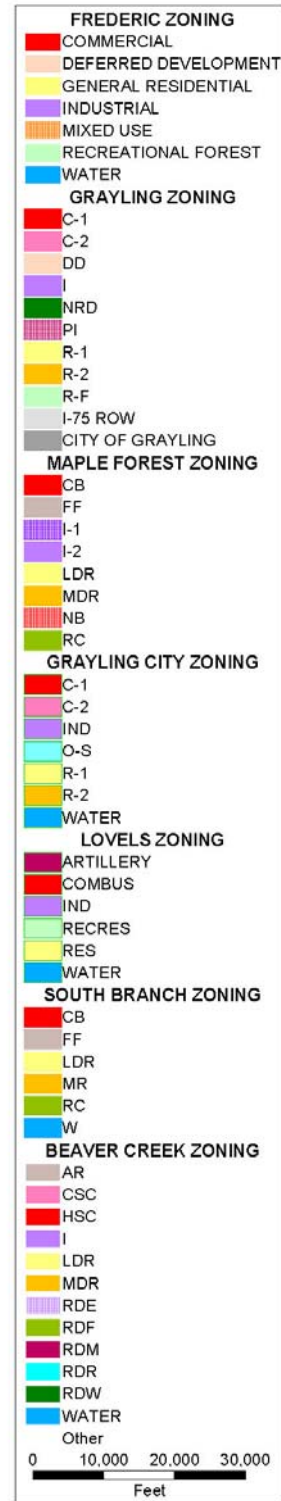 FREDERIC ZONING
COMMERCIAL
DEFERRED DEVELOPMENT
GENERAL RESIDENTIAL
INDUSTRIAL
MIXED USE
RECREATIONAL FOREST
WATER
GRAYLING ZONING
C-1
C-2
DD
I
NRD
PI
R-1
R-2
R-F
I-75 ROW
CITY OF GRAYLING
MAPLE FOREST ZONING
CB
FF
I-1
I-2
LDR
MDR
NB
RC
GRAYLING CITY ZONING
C-1
C-2
IND
O-S
R-1
R-2
WATER
LOVELS ZONING
ARTILLERY
COMBUS
IND
RECRES
RES
WATER
SOUTH BRANCH ZONING
CB
FF
LDR
MR
RC
W
BEAVER CREEK ZONING
AR
CSC
HSC
I
LDR
MDR
RDE
RDF
RDM
RDR
RDW
WATER
Other
0 10,000 20,000 30,000
Feet